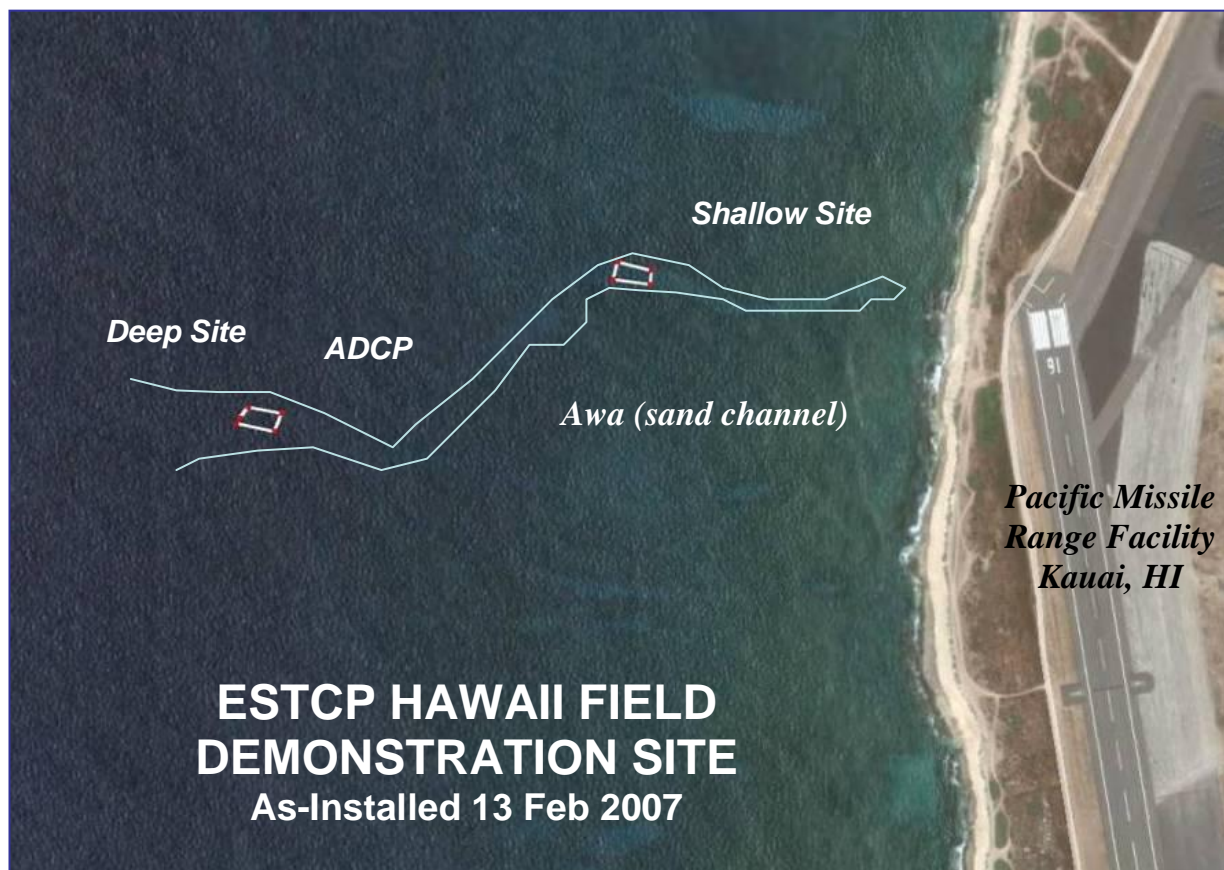 Shallow Site
Deep Site
ADCP
Awa (sand channel)
16
Pacific Missile
Range Facility
Kauai, HI
ESTCP HAWAII FIELD
DEMONSTRATION SITE
As-Installed 13 Feb 2007